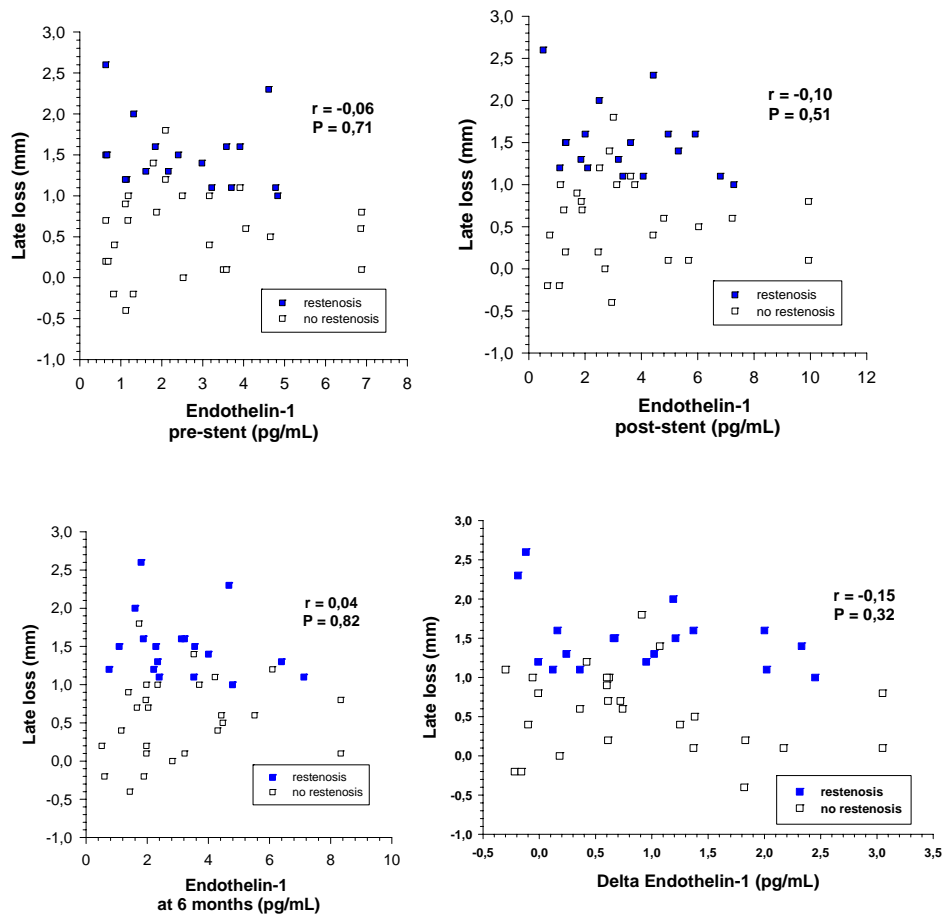 3,0
2,5
2,0
1,5
1,0
0,5
0,0
-0,5
-1,0
Late loss (mm)
r = -0,06
P = 0,71
restenosis
no restenosis
0 1 2 3 4 5 6 7 8
Endothelin-1
pre-stent (pg/mL)
3,0
2,5
2,0
1,5
1,0
0,5
0,0
-0,5
-1,0
Late loss (mm)
r = -0,10
P = 0,51
restenosis
no restenosis
0 2 4 6 8 10 12
Endothelin-1
post-stent (pg/mL)
3,0
2,5
2,0
1,5
1,0
0,5
0,0
-0,5
-1,0
Late loss (mm)
r = 0,04
P = 0,82
restenosis
no restenosis
0 2 4 6 8 10
Endothelin-1
at 6 months (pg/mL)
3,0
2,5
2,0
1,5
1,0
0,5
0,0
-0,5
-1,0
Late loss (mm)
r = -0,15
P = 0,32
restenosis
no restenosis
-0,5 0,0 0,5 1,0 1,5 2,0 2,5 3,0 3,5
Delta Endothelin-1 (pg/mL)